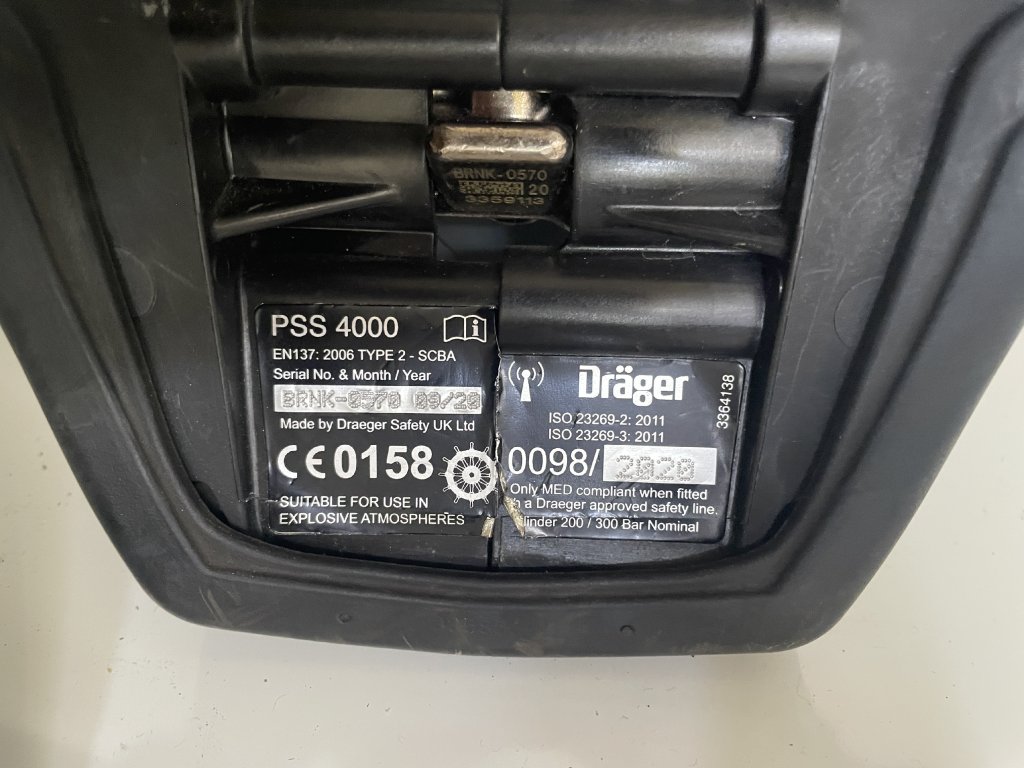 BRNK-0570
20
3359113
PSS 4000
EN137: 2006 TYPE 2 - SCBA
Serial No. & Month / Year
BRNK-0570 09/20
Made by Draeger Safety UK Ltd
CE 0158
SUITABLE FOR USE IN
EXPLOSIVE ATMOSPHERES
Dräger
3364138
ISO 23269-2: 2011
ISO 23269-3: 2011
0098/ 2020
Only MED compliant when fitted
a Draeger approved safety line.
200 / 300 Bar Nominal